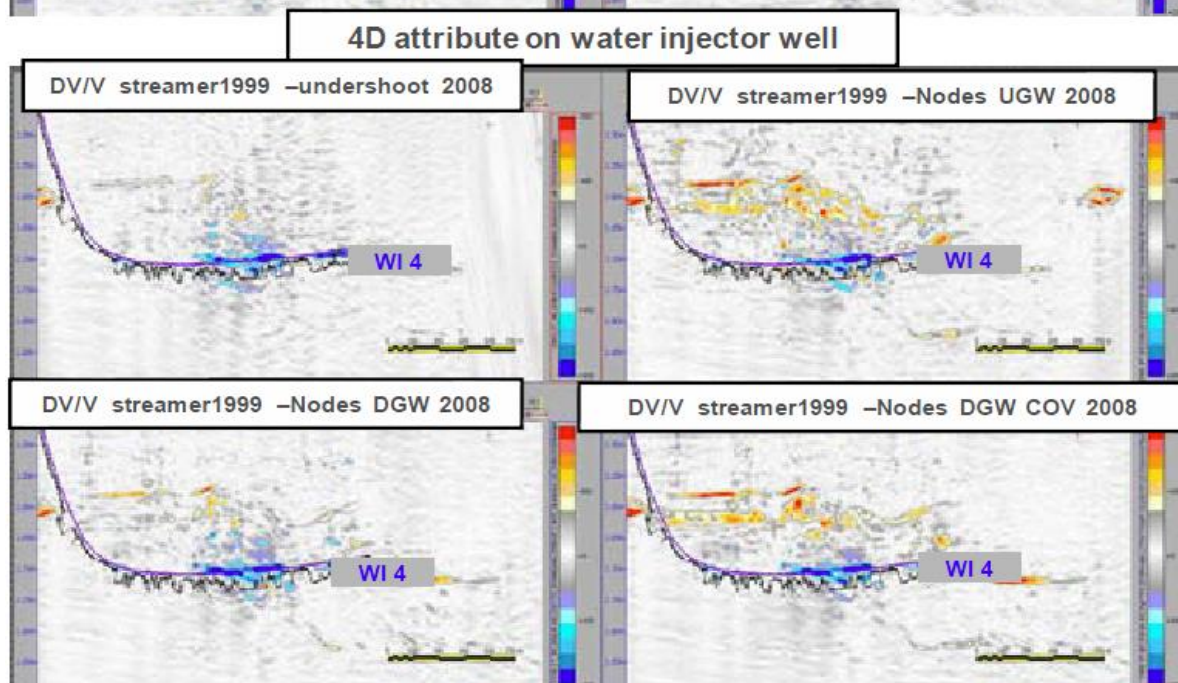 4D attribute on water injector well
DV/V streamer1999 –undershoot 2008
DV/V streamer1999 –Nodes UGW 2008
WI 4
WI 4
DV/V streamer1999 –Nodes DGW 2008
DV/V streamer1999 –Nodes DGW COV 2008
WI 4
WI 4